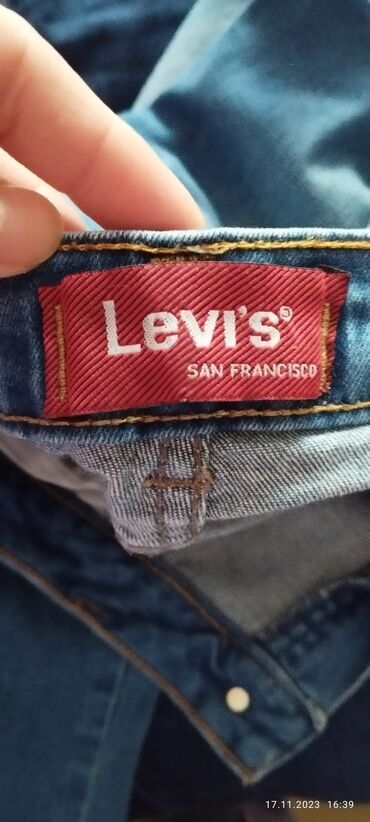 Levi's®
SAN FRANCISCO
17.11.2023 16:39